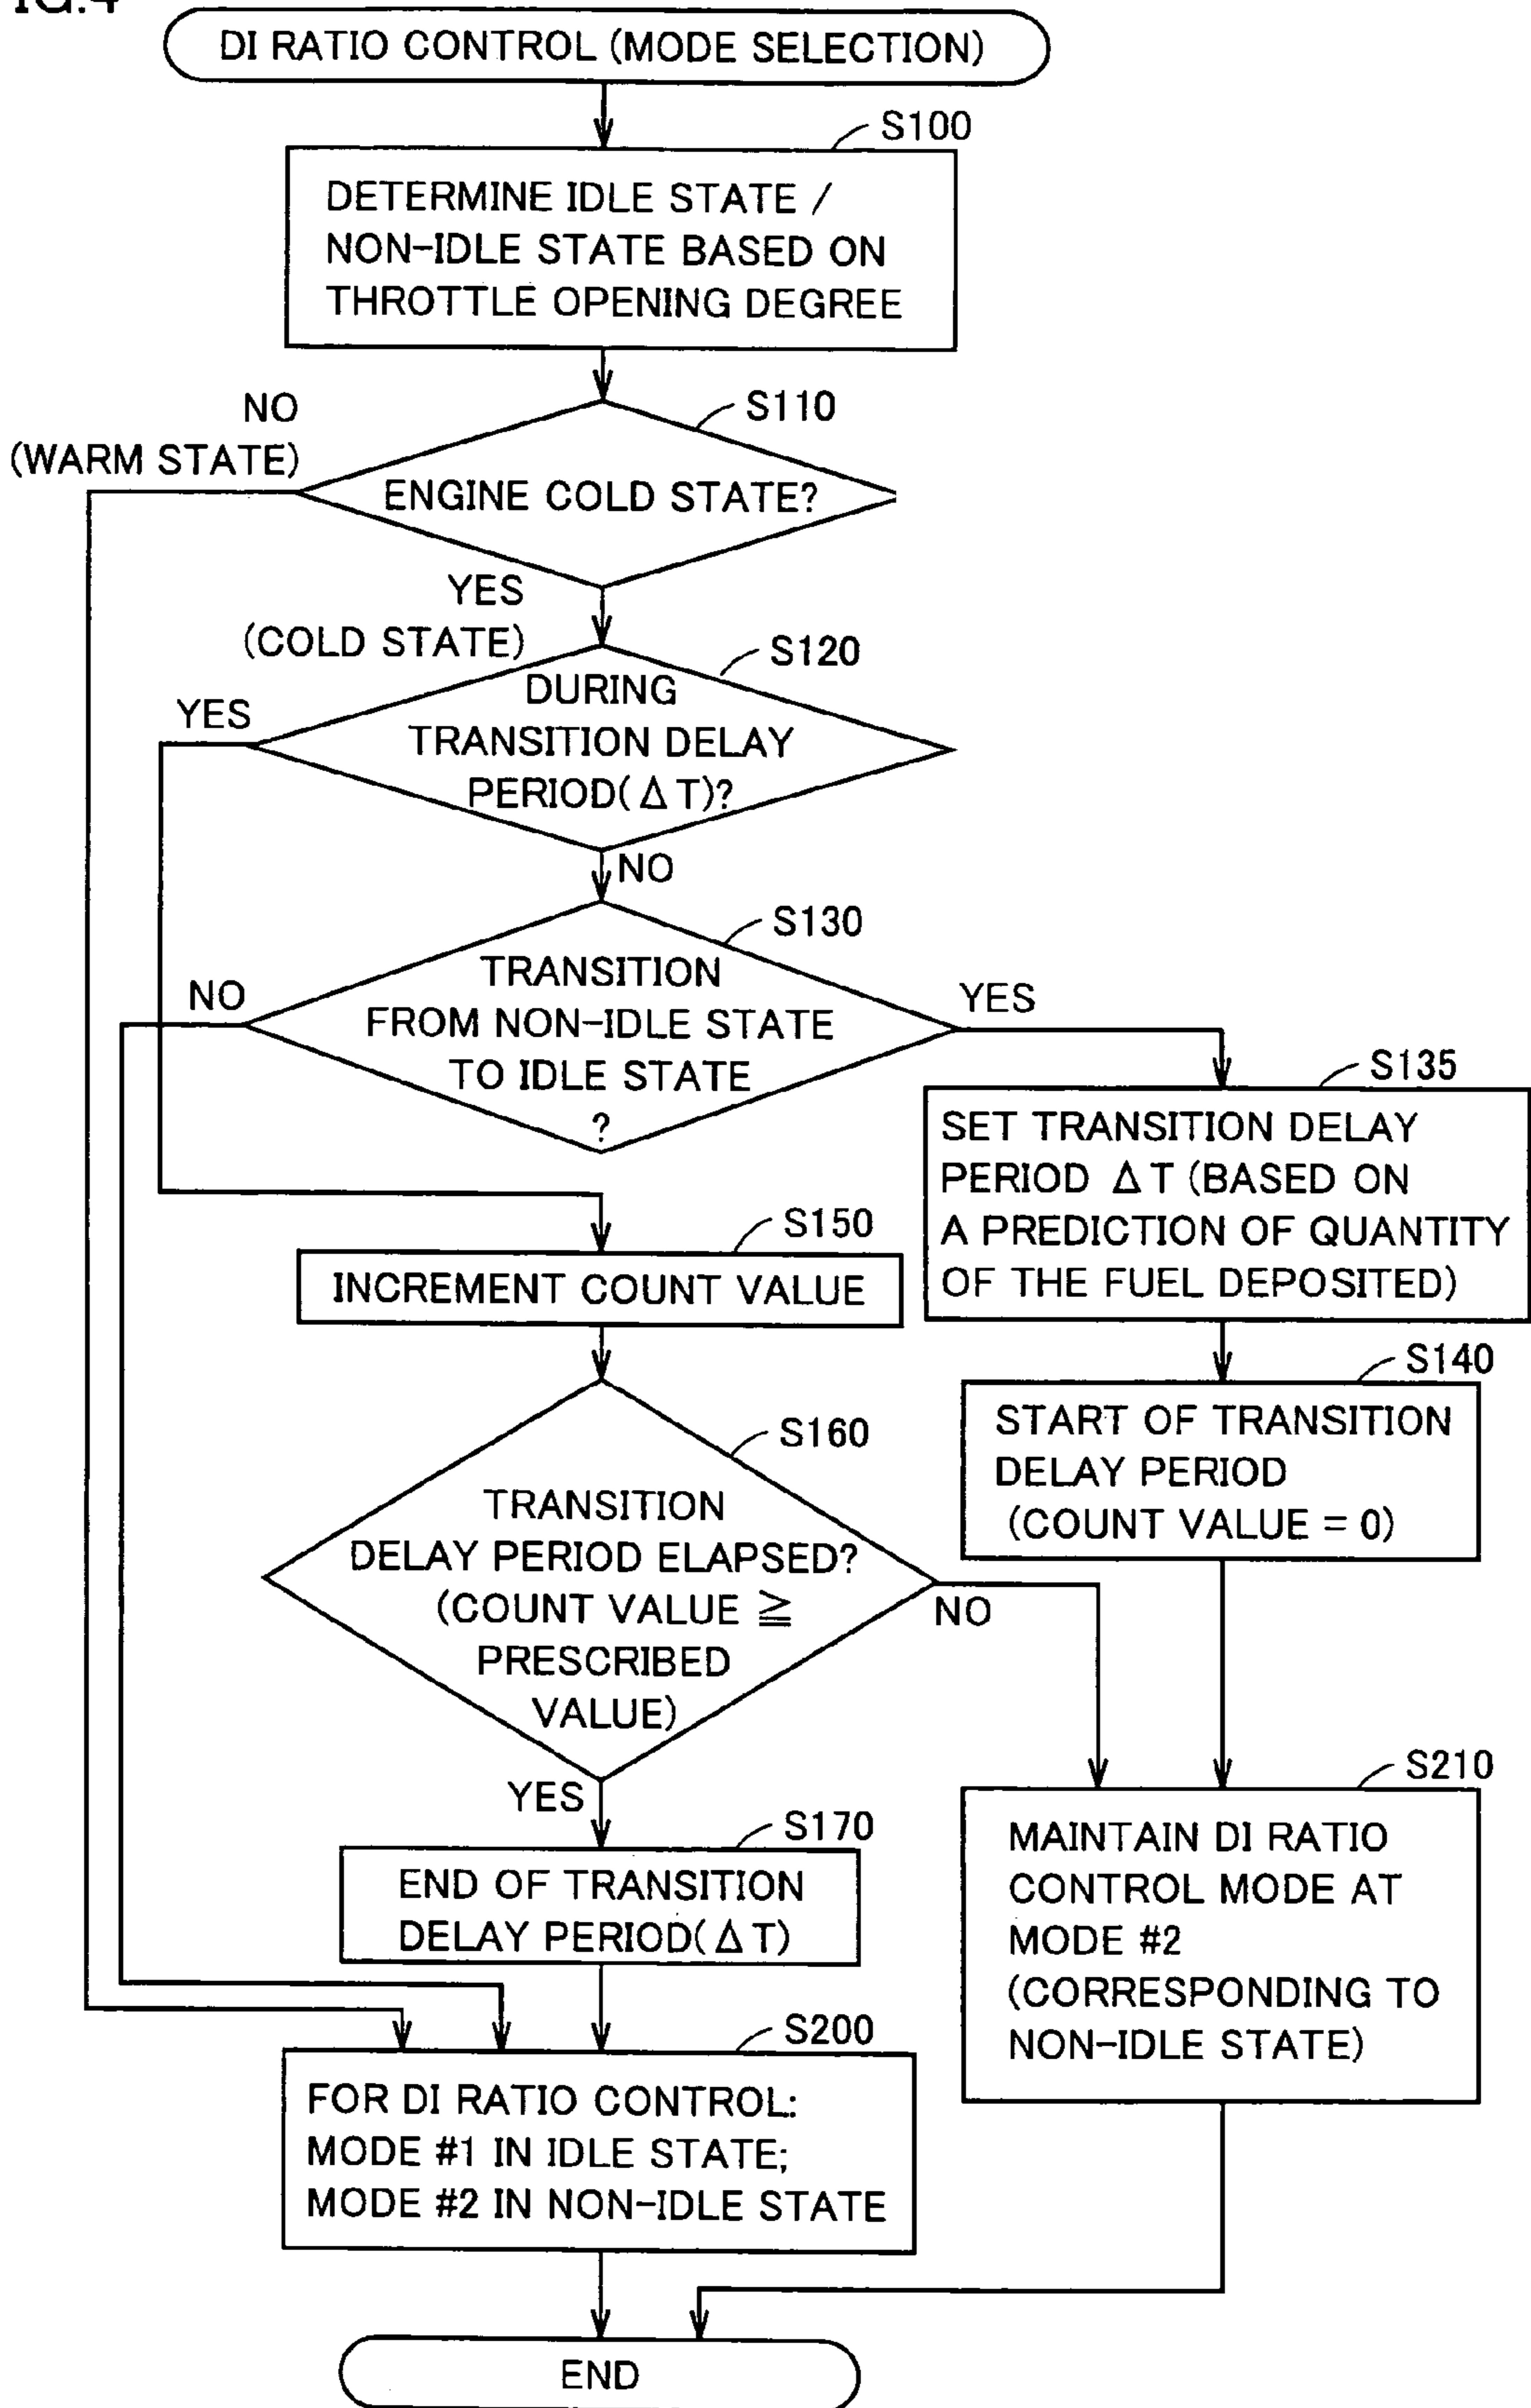 DI RATIO CONTROL (MODE SELECTION)
S100
DETERMINE IDLE STATE /
NON-IDLE STATE BASED ON
THROTTLE OPENING DEGREE
NO
(WARM STATE)
S110
ENGINE COLD STATE?
YES
(COLD STATE)
S120
DURING
TRANSITION DELAY
PERIOD(ΔT)?
YES
NO
S130
TRANSITION
FROM NON-IDLE STATE
TO IDLE STATE
?
NO
YES
S135
SET TRANSITION DELAY
PERIOD ΔT (BASED ON
A PREDICTION OF QUANTITY
OF THE FUEL DEPOSITED)
S150
INCREMENT COUNT VALUE
S140
START OF TRANSITION
DELAY PERIOD
(COUNT VALUE = 0)
S160
TRANSITION
DELAY PERIOD ELAPSED?
(COUNT VALUE ≧
PRESCRIBED
VALUE)
NO
YES
S170
END OF TRANSITION
DELAY PERIOD(ΔT)
S210
MAINTAIN DI RATIO
CONTROL MODE AT
MODE #2
(CORRESPONDING TO
NON-IDLE STATE)
S200
FOR DI RATIO CONTROL:
MODE #1 IN IDLE STATE;
MODE #2 IN NON-IDLE STATE
END